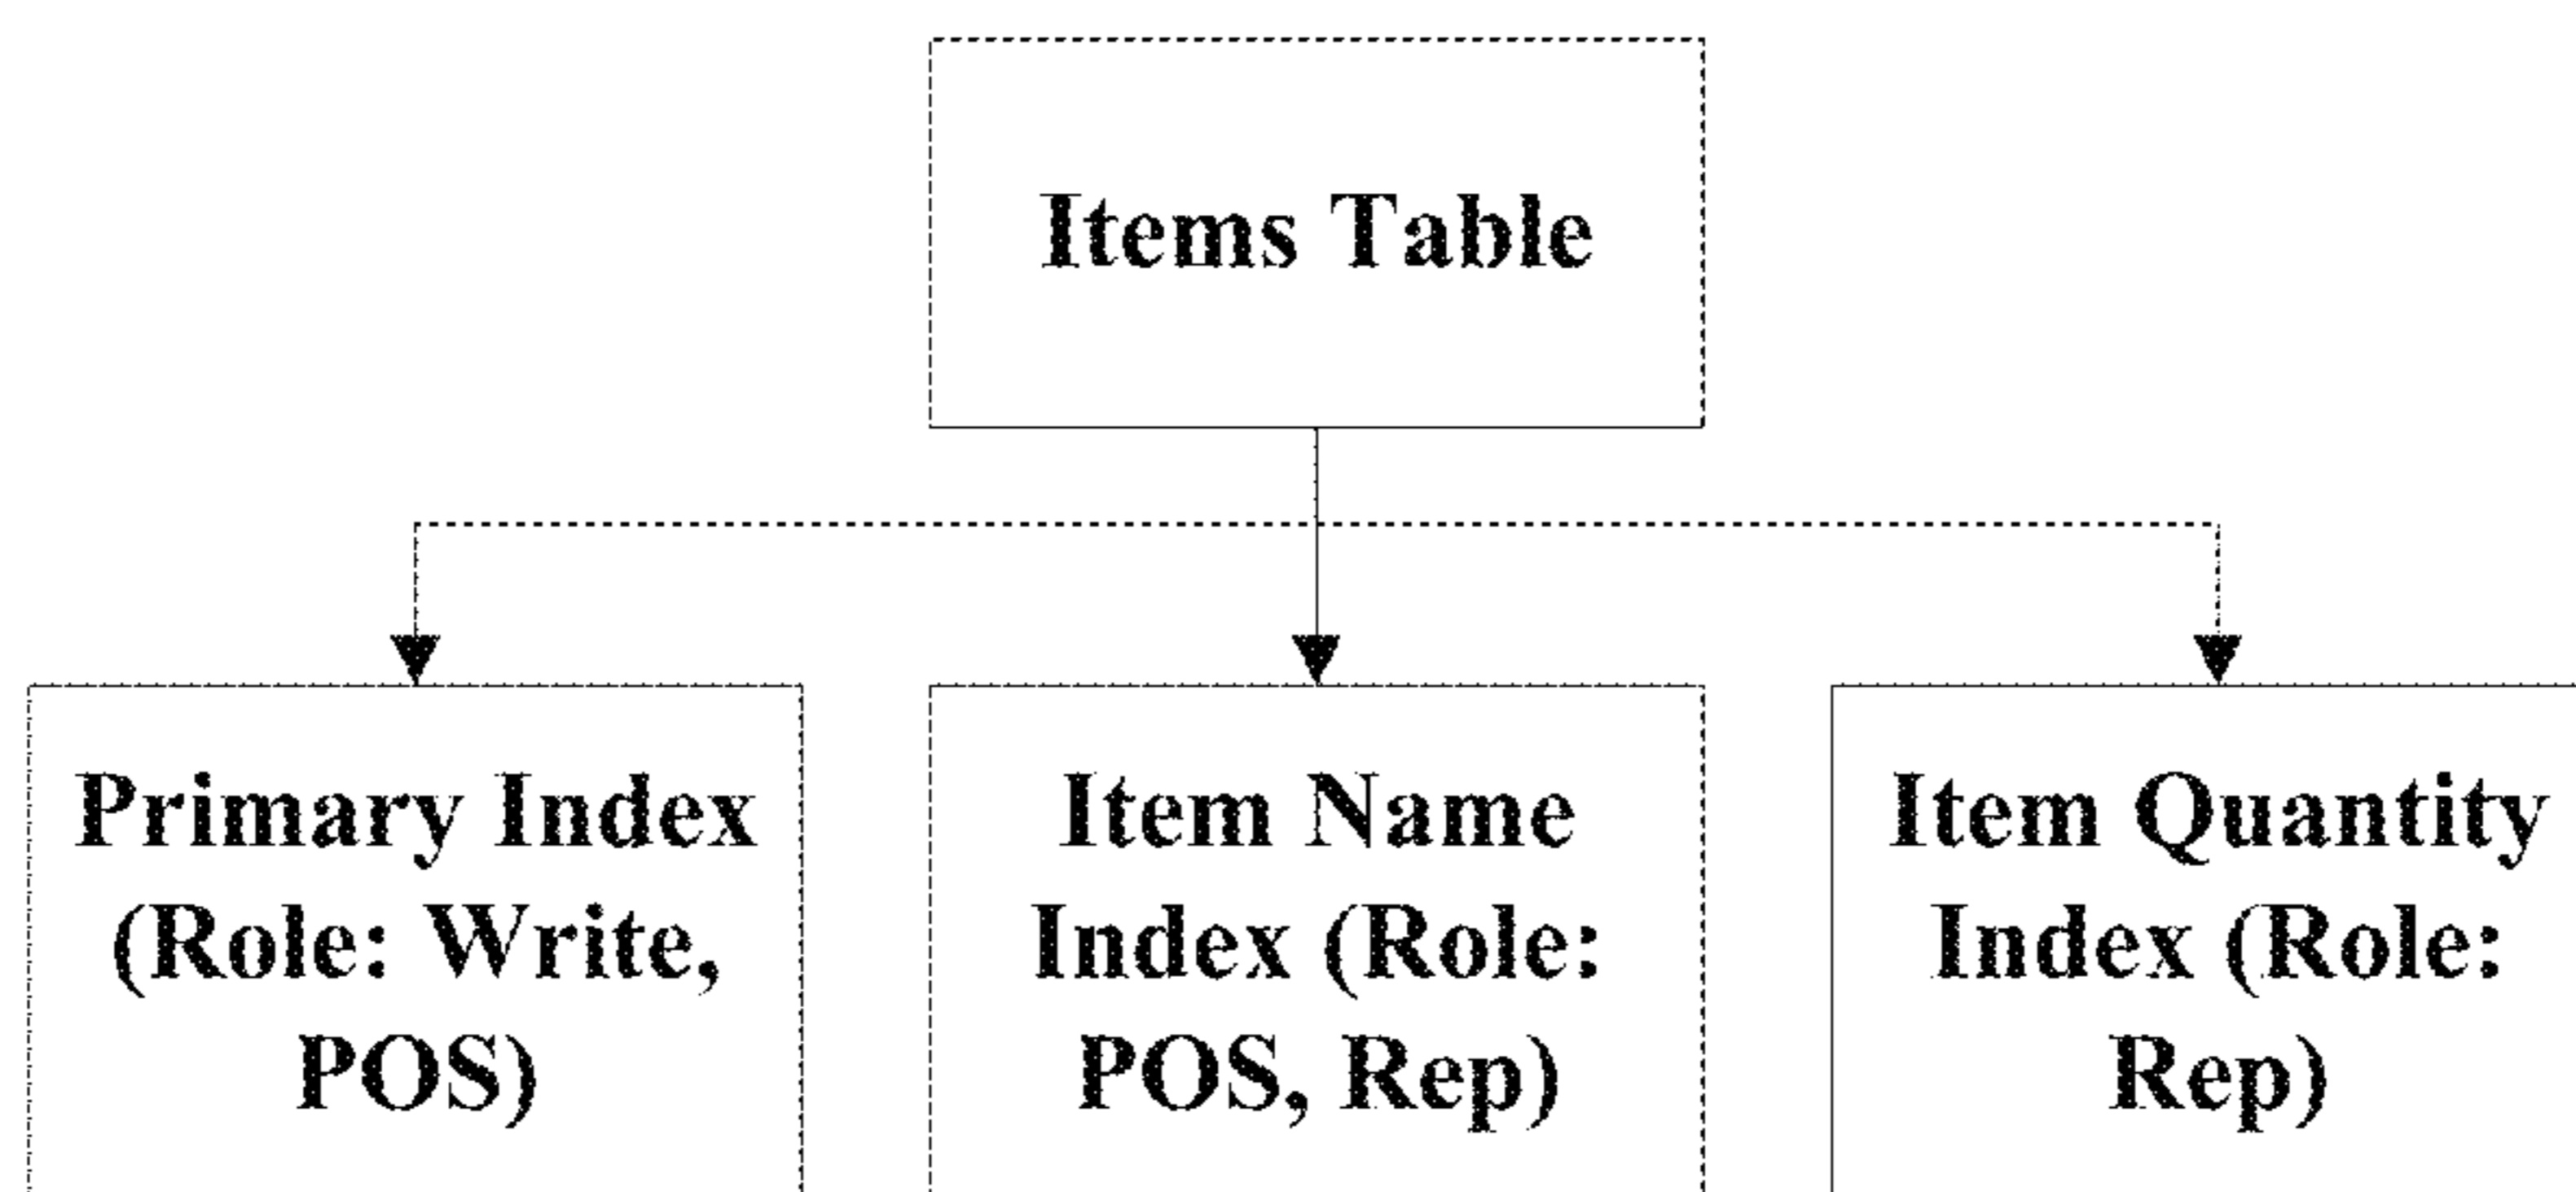 Items Table
Primary Index
(Role: Write,
POS)
Item Name
Index (Role:
POS, Rep)
Item Quantity
Index (Role:
Rep)